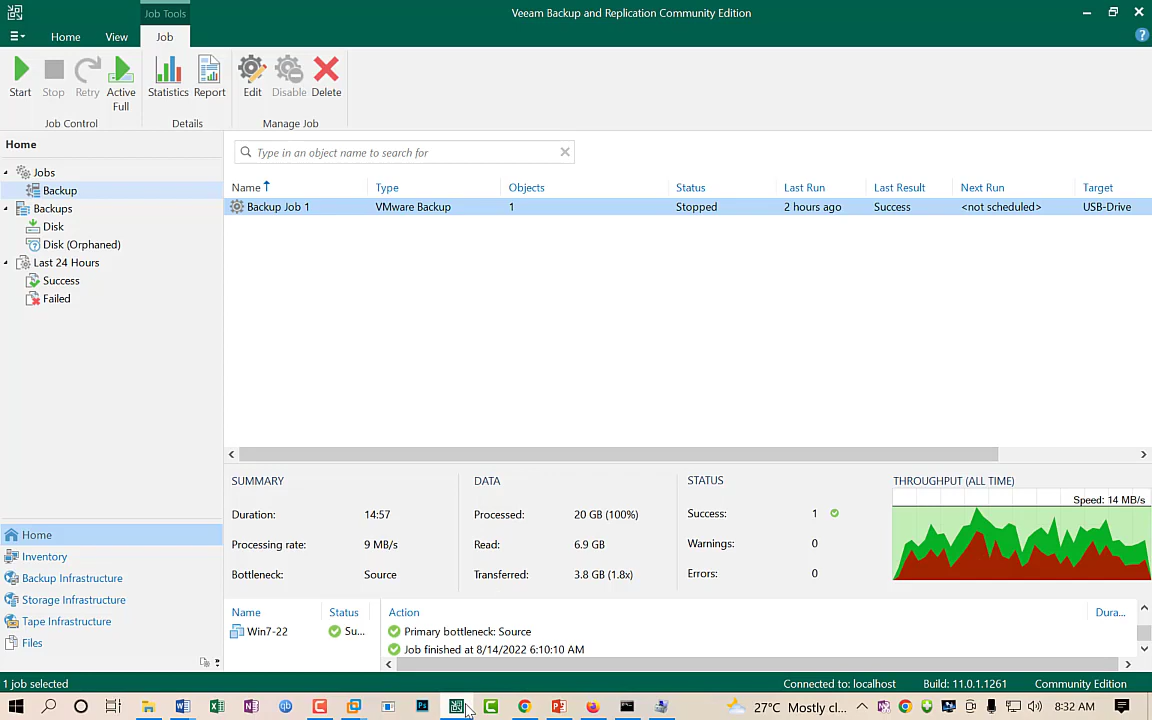 Job Tools
Veeam Backup and Replication Community Edition
Home
View
Job
Start
Stop
Retry
Active Full
Statistics
Report
Edit
Disable
Delete
Job Control
Details
Manage Job
Home
Type in an object name to search for
Jobs
Backup
Backups
Disk
Disk (Orphaned)
Last 24 Hours
Success
Failed
Name Type Objects Status Last Run Last Result Next Run Target
Backup Job 1 VMware Backup 1 Stopped 2 hours ago Success <not scheduled> USB-Drive
SUMMARY
Duration: 14:57
Processing rate: 9 MB/s
Bottleneck: Source
DATA
Processed: 20 GB (100%)
Read: 6.9 GB
Transferred: 3.8 GB (1.8x)
STATUS
Success: 1
Warnings: 0
Errors: 0
THROUGHPUT (ALL TIME)
Speed: 14 MB/s
Name Status
Win7-22 Su...
Action Dura...
Primary bottleneck: Source
Job finished at 8/14/2022 6:10:10 AM
Home
Inventory
Backup Infrastructure
Storage Infrastructure
Tape Infrastructure
Files
1 job selected
Connected to: localhost
Build: 11.0.1.1261
Community Edition
27°C Mostly cl...
8:32 AM